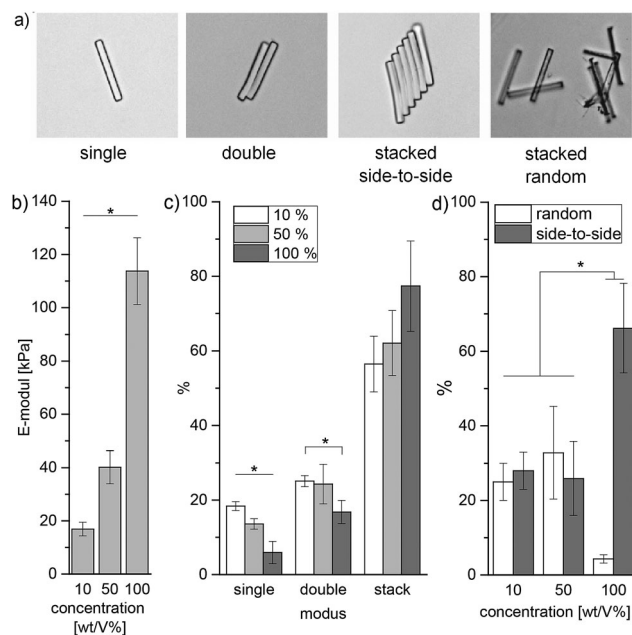 a)
single
double
stacked
side-to-side
stacked
random
b)
*
140
120
100
80
60
40
20
0
E-modul [kPa]
10 50 100
concentration
[wt/V%]
c)
10 %
50 %
100 %
100
80
60
40
20
0
%
*
*
single double stack
modus
d)
random
side-to-side
*
100
80
60
40
20
0
%
10 50 100
concentration [wt/V%]